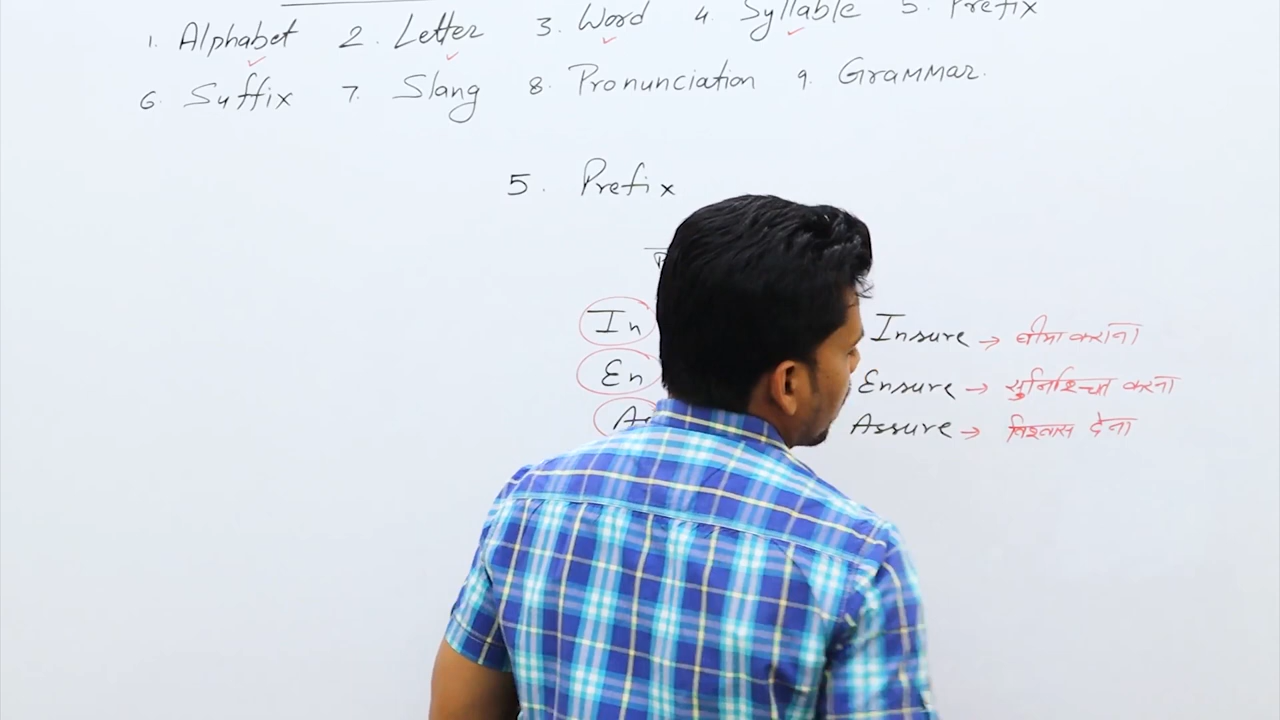 1. Alphabet 2. Letter 3. Word 4. Syllable 5. Prefix
6. Suffix 7. Slang 8. Pronunciation 9. Grammar.
5. Prefix
In Insure → बीमा कराना
En Ensure → सुनिश्चित करना
As Assure → विश्वास देना